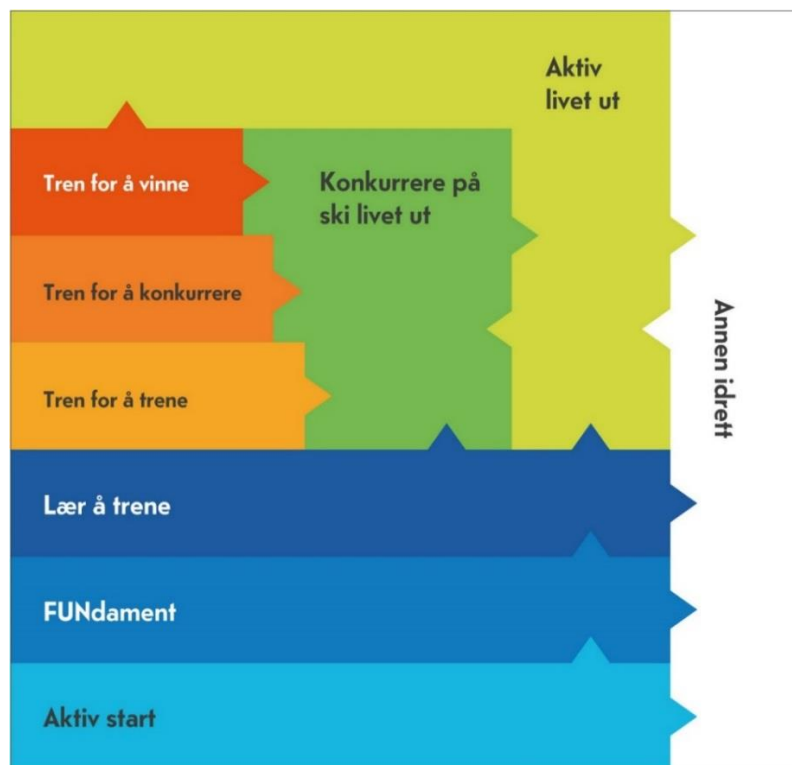 Aktiv
livet ut
Tren for å vinne
Konkurrere på
ski livet ut
Tren for å konkurrere
Annen idrett
Tren for å trene
Lær å trene
FUNdament
Aktiv start